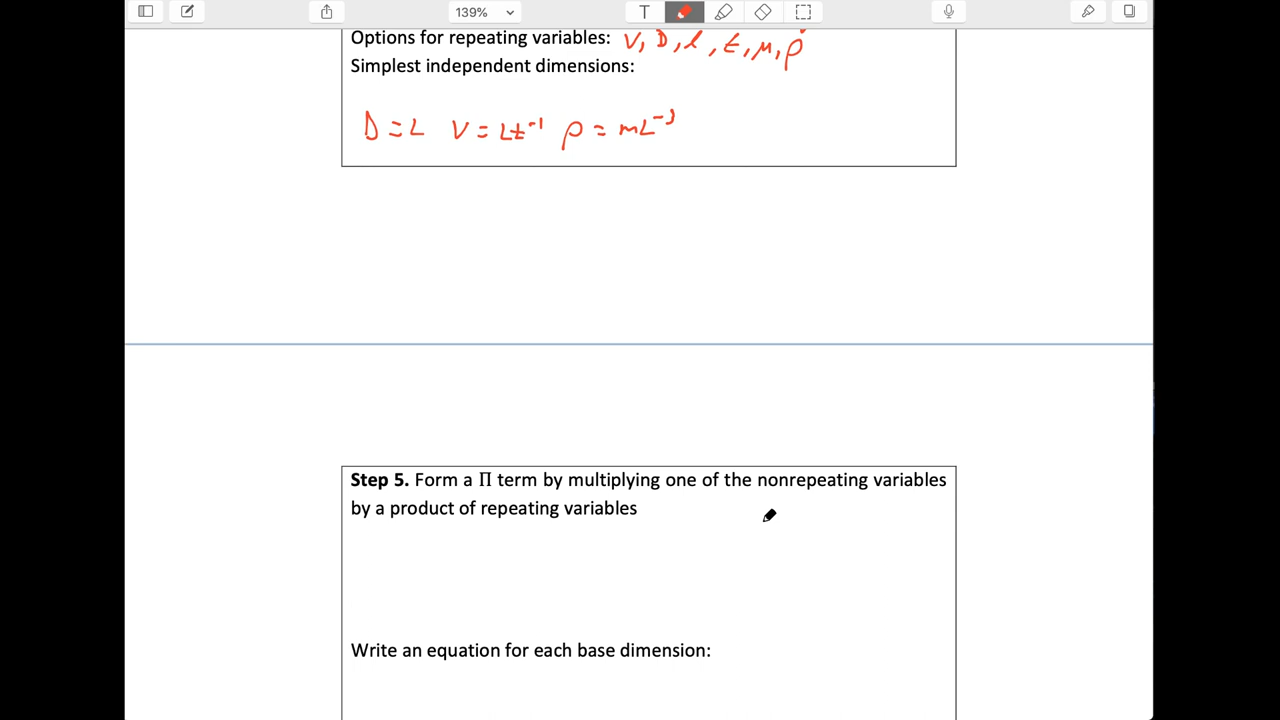 139%
T
Options for repeating variables: V, D, l, ε, μ, ρ
Simplest independent dimensions:
D = L V = Lt⁻¹ ρ = mL⁻³
Step 5. Form a Π term by multiplying one of the nonrepeating variables
by a product of repeating variables
Write an equation for each base dimension: